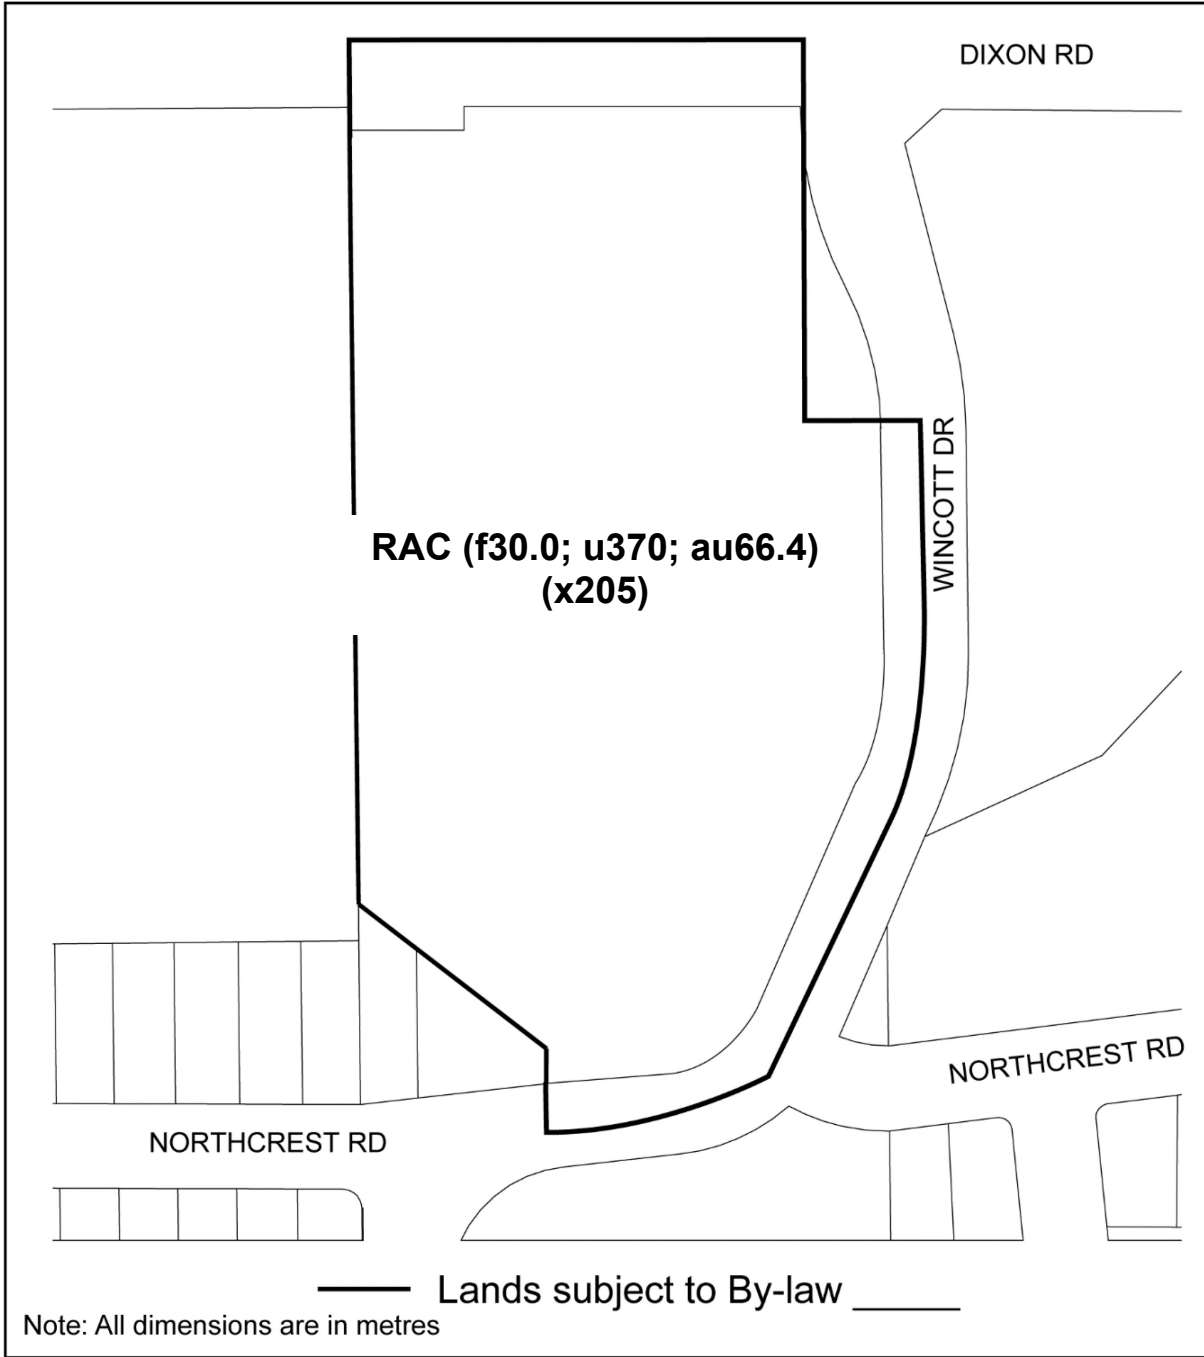 DIXON RD
WINCOTT DR
RAC (f30.0; u370; au66.4)
(x205)
NORTHCREST RD
NORTHCREST RD
Lands subject to By-law ______
Note: All dimensions are in metres